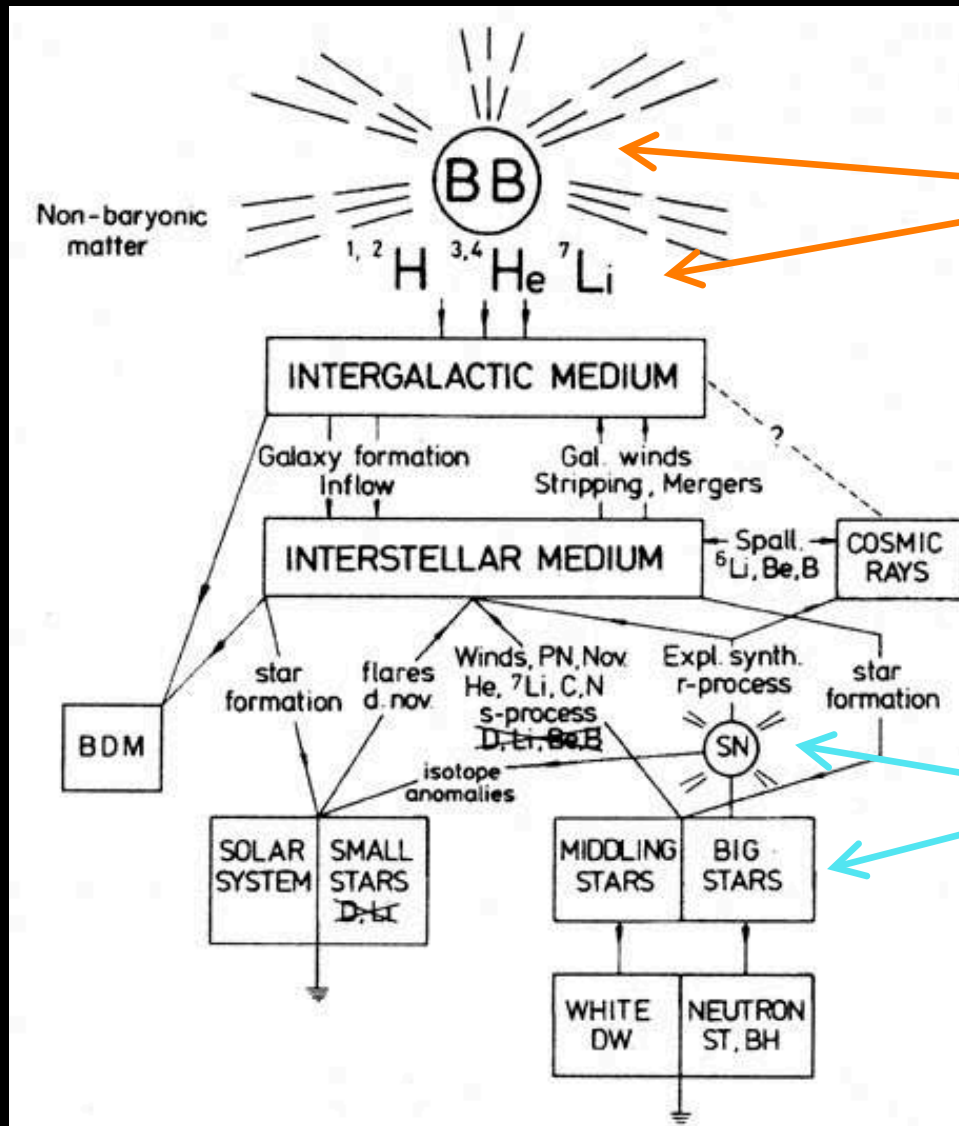 BB
Non-baryonic
matter
1, 2 H 3,4 He 7 Li
INTERGALACTIC MEDIUM
?
Galaxy formation
Inflow
Gal. winds
Stripping, Mergers
INTERSTELLAR MEDIUM
Spall.
6Li, Be, B
COSMIC
RAYS
star
formation
flares
d. nov.
Winds, PN, Nov.
He, 7Li, C, N
s-process
D, Li, Be, B
Expl. synth.
r-process
star
formation
BDM
SN
isotope
anomalies
SOLAR
SYSTEM
SMALL
STARS
D, Li
MIDDLING
STARS
BIG
STARS
WHITE
DW.
NEUTRON
ST, BH